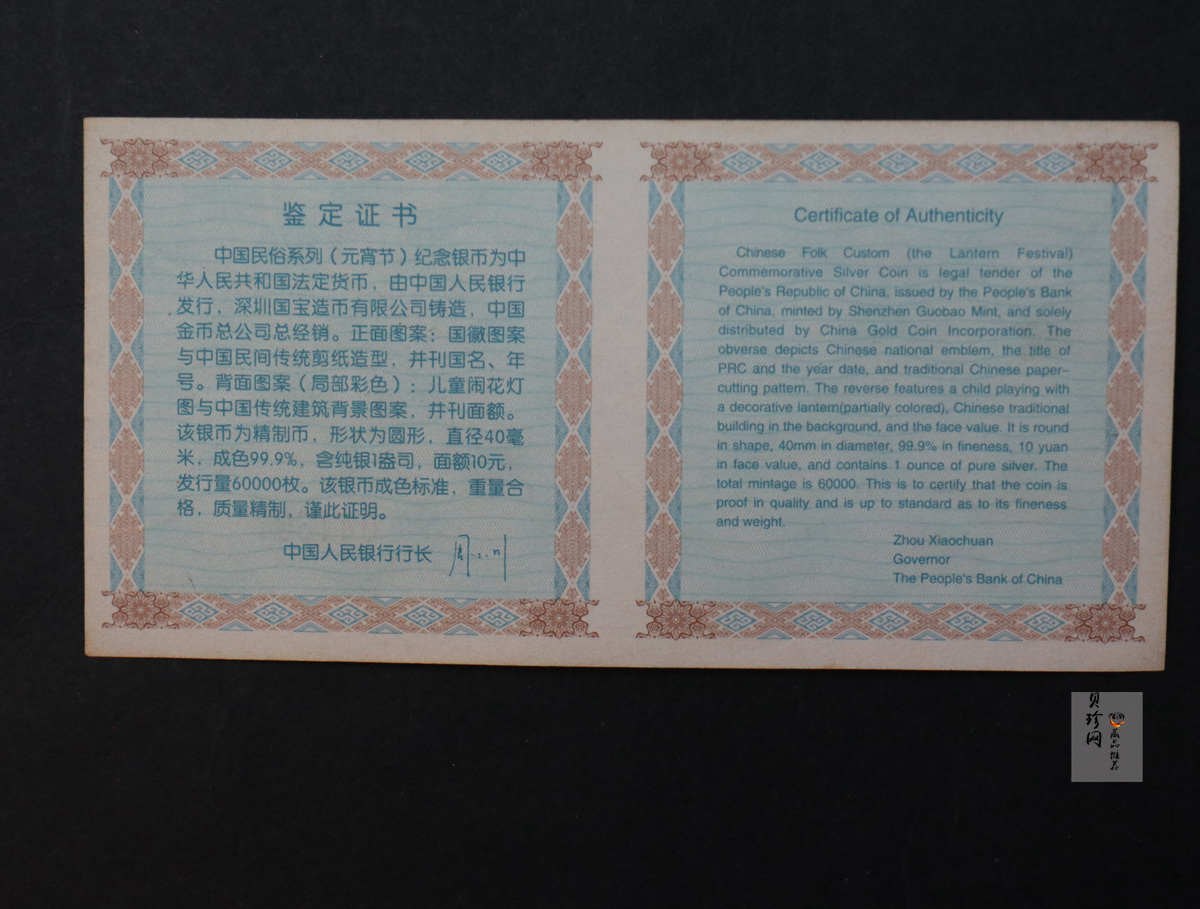 鉴定证书
中国民俗系列（元宵节）纪念银币为中
华人民共和国法定货币，由中国人民银行
发行，深圳国宝造币有限公司铸造，中国
金币总公司总经销。正面图案：国徽图案
与中国民间传统剪纸造型，并刊国名、年
号。背面图案（局部彩色）：儿童闹花灯
图与中国传统建筑背景图案，并刊面额。
该银币为精制币，形状为圆形，直径40毫
米，成色99.9%，含纯银1盎司，面额10元，
发行量60000枚。该银币成色标准，重量合
格，质量精制，谨此证明。
中国人民银行行长
Certificate of Authenticity
Chinese Folk Custom (the Lantern Festival)
Commemorative Silver Coin is legal tender of the
People's Republic of China, issued by the People's Bank
of China, minted by Shenzhen Guobao Mint, and solely
distributed by China Gold Coin Incorporation. The
obverse depicts Chinese national emblem, the title of
PRC and the year date, and traditional Chinese paper-
cutting pattern. The reverse features a child playing with
a decorative lantern(partially colored), Chinese traditional
building in the background, and the face value. It is round
in shape, 40mm in diameter, 99.9% in fineness, 10 yuan
in face value, and contains 1 ounce of pure silver. The
total mintage is 60000. This is to certify that the coin is
proof in quality and is up to standard as to its fineness
and weight.
Zhou Xiaochuan
Governor
The People's Bank of China
贝珍网
藏品推荐